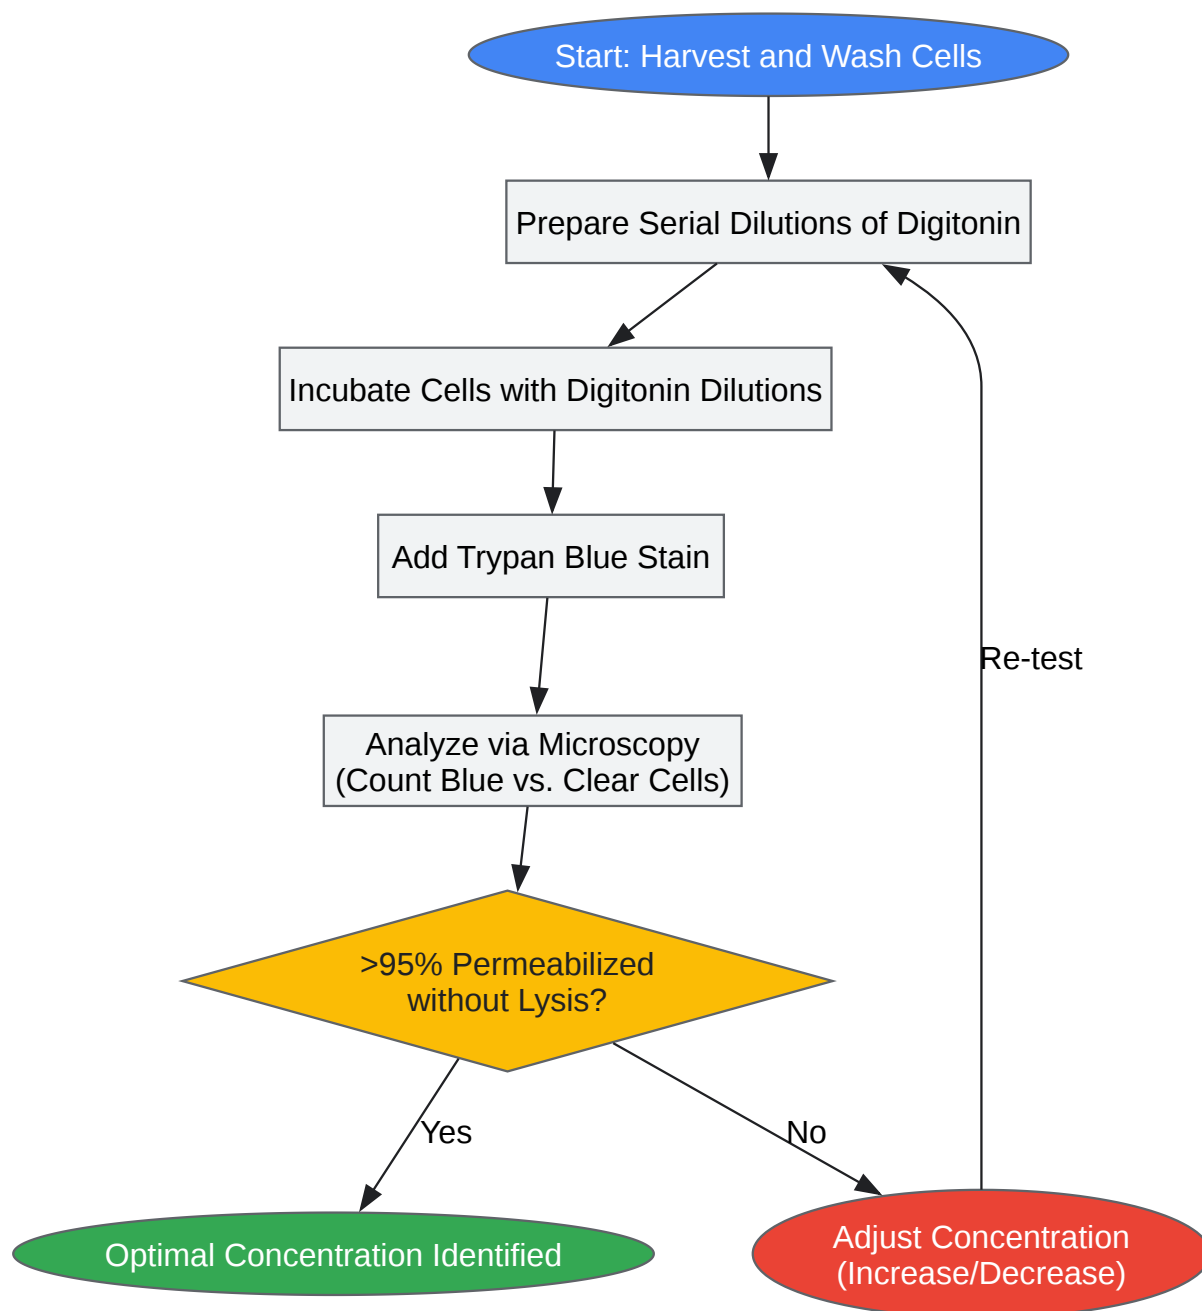 Start: Harvest and Wash Cells
Prepare Serial Dilutions of Digitonin
Incubate Cells with Digitonin Dilutions
Add Trypan Blue Stain
Re-test
Analyze via Microscopy
(Count Blue vs. Clear Cells)
>95% Permeabilized
without Lysis?
Yes
No
Optimal Concentration Identified
Adjust Concentration
(Increase/Decrease)